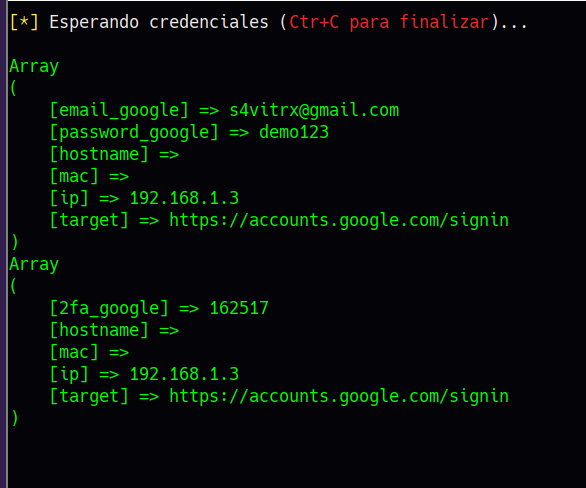 [*] Esperando credenciales (Ctr+C para finalizar)...
Array
(
[email_google] => s4vitrx@gmail.com
[password_google] => demo123
[hostname] =>
[mac] =>
[ip] => 192.168.1.3
[target] => https://accounts.google.com/signin
)
Array
(
[2fa_google] => 162517
[hostname] =>
[mac] =>
[ip] => 192.168.1.3
[target] => https://accounts.google.com/signin
)